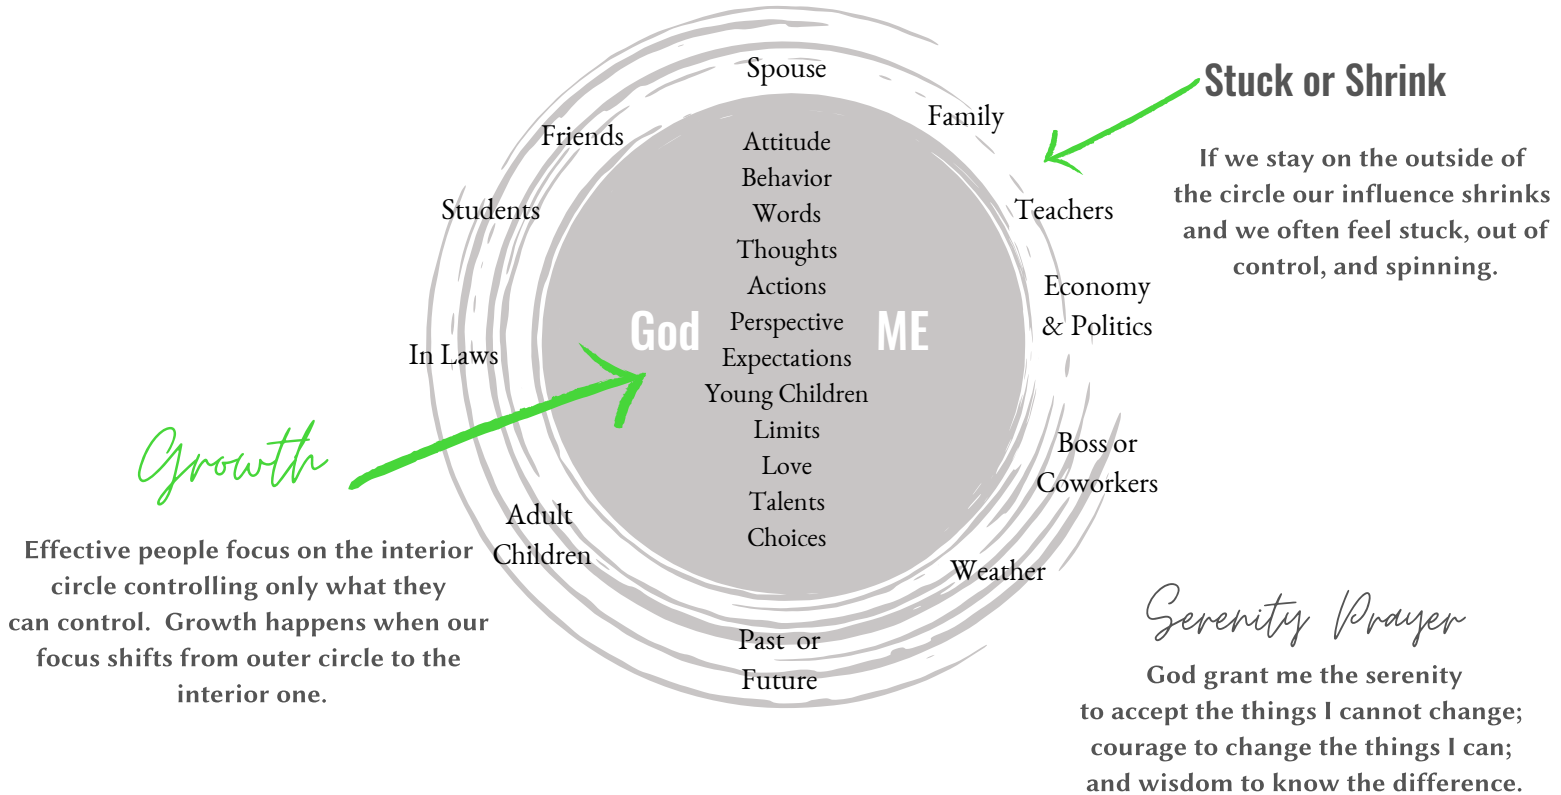 Spouse
Family
Friends
Students
Teachers
Economy
& Politics
In Laws
Boss or
Coworkers
Adult
Children
Weather
Past or
Future
Attitude
Behavior
Words
Thoughts
Actions
Perspective
Expectations
Young Children
Limits
Love
Talents
Choices
God
ME
Stuck or Shrink
If we stay on the outside of
the circle our influence shrinks
and we often feel stuck, out of
control, and spinning.
Growth
Effective people focus on the interior
circle controlling only what they
can control. Growth happens when our
focus shifts from outer circle to the
interior one.
Serenity Prayer
God grant me the serenity
to accept the things I cannot change;
courage to change the things I can;
and wisdom to know the difference.